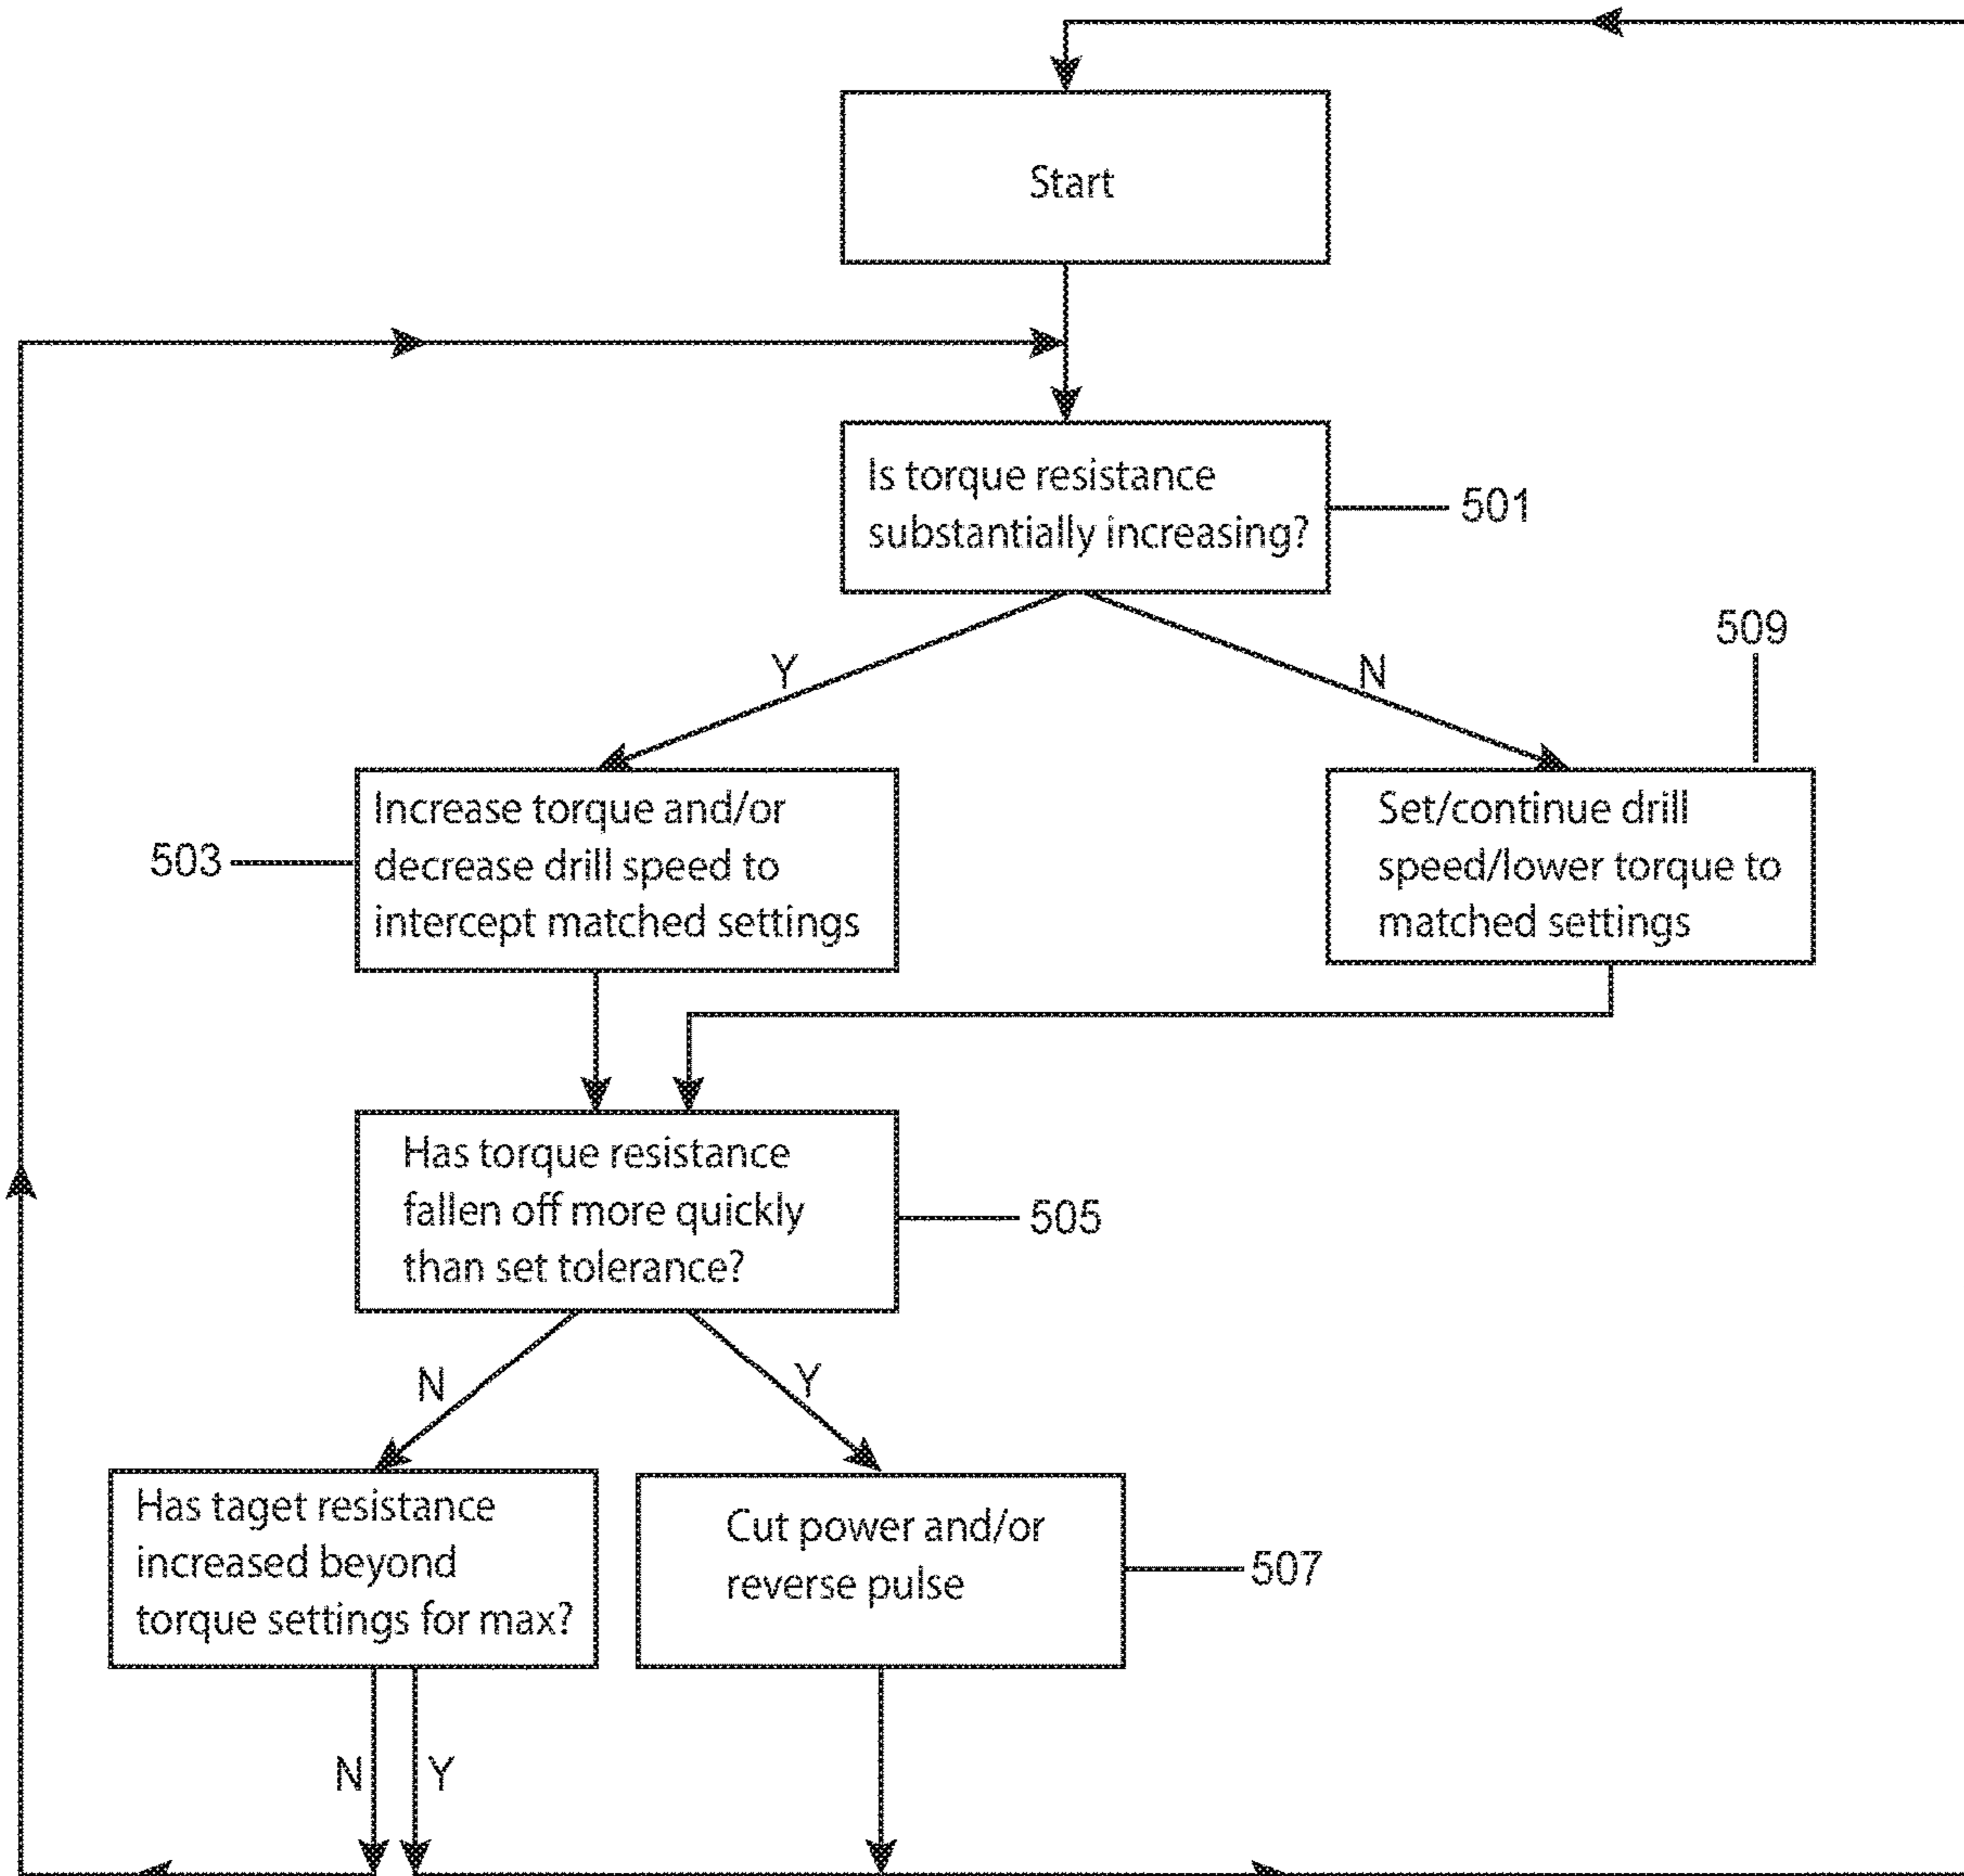 Start
Is torque resistance
substantially increasing?
501
509
Y
N
503
Increase torque and/or
decrease drill speed to
intercept matched settings
Set/continue drill
speed/lower torque to
matched settings
Has torque resistance
fallen off more quickly
than set tolerance?
505
N
Y
Has taget resistance
increased beyond
torque settings for max?
Cut power and/or
reverse pulse
507
N
Y